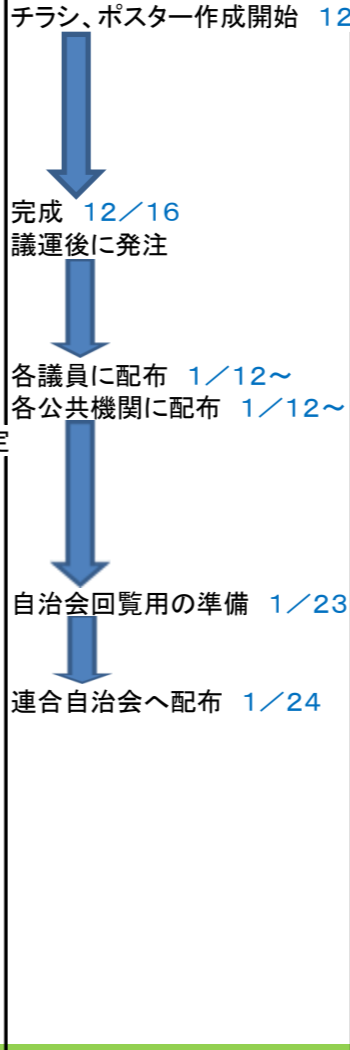 チラシ、ポスター作成開始 12
完成 12／16
議運後に発注
各議員に配布 1／12～
各公共機関に配布 1／12～
定
自治会回覧用の準備 1／23
連合自治会へ配布 1／24